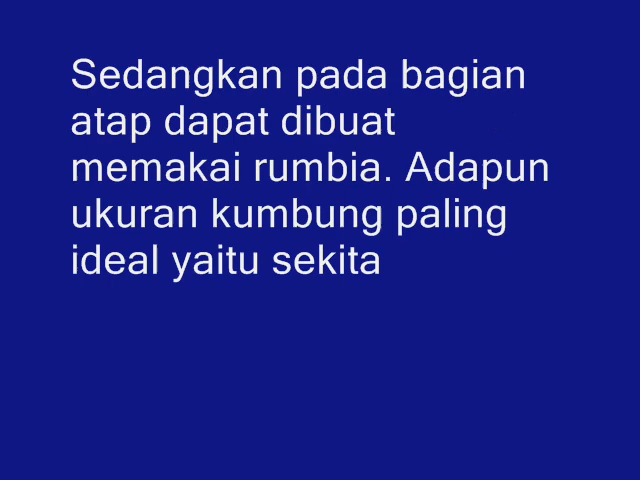 Sedangkan pada bagian
atap dapat dibuat
memakai rumbia. Adapun
ukuran kumbung paling
ideal yaitu sekita